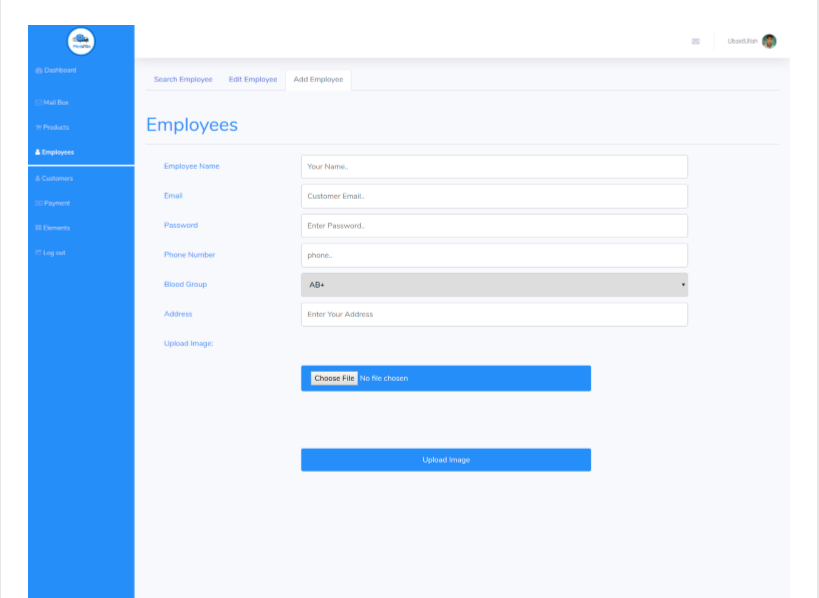 UbaidUllah
Dashboard
Mail Box
Products
Employees
Customers
Payment
Elements
Log out
Search Employee Edit Employee Add Employee
Employees
Employee Name Your Name..
Email Customer Email..
Password Enter Password..
Phone Number phone..
Blood Group AB+
Address Enter Your Address
Upload Image:
Choose File No file chosen
Upload Image